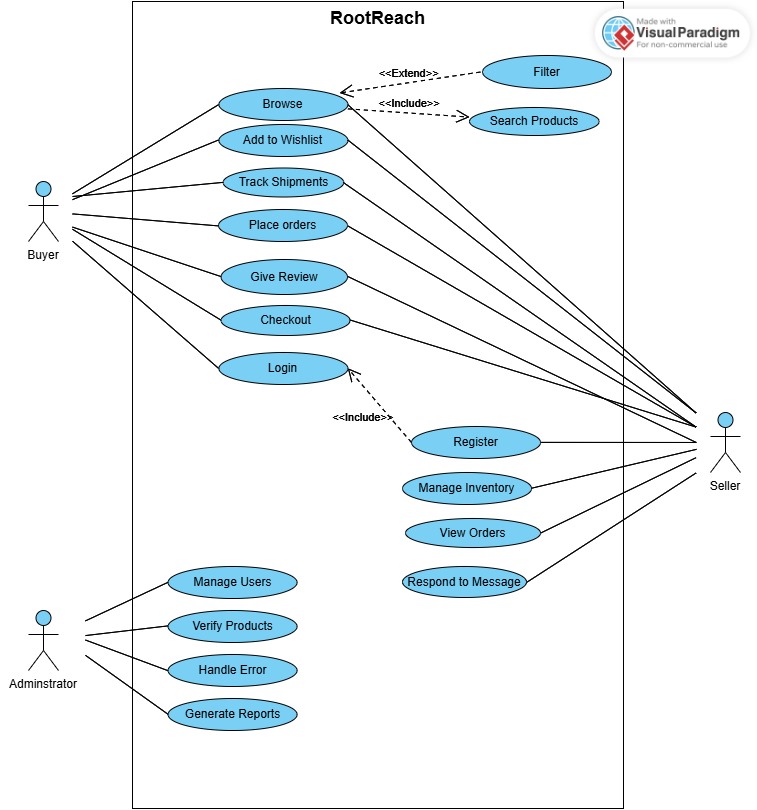 RootReach
Made with
Visual Paradigm
For non-commercial use
<<Extend>>
Filter
Browse
<<Include>>
Search Products
Add to Wishlist
Track Shipments
Place orders
Buyer
Give Review
Checkout
Login
<<Include>>
Register
Seller
Manage Inventory
View Orders
Respond to Message
Manage Users
Verify Products
Handle Error
Adminstrator
Generate Reports